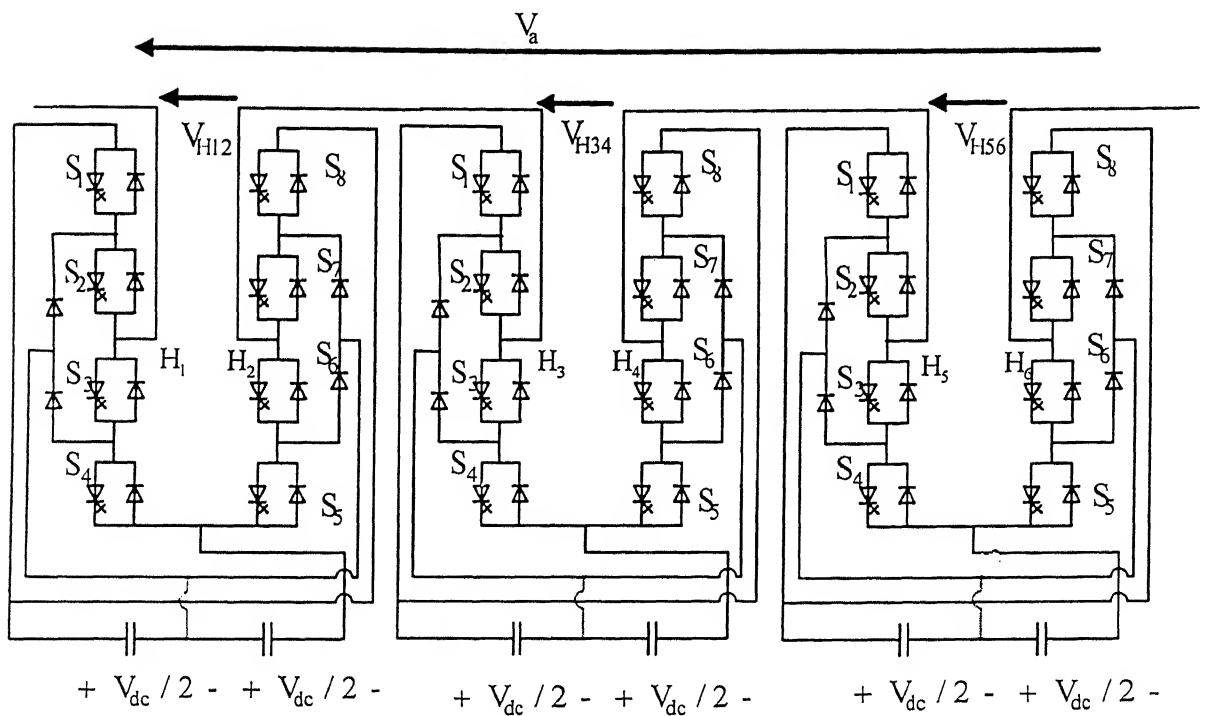 V_a
V_H12 V_H34 V_H56
S_1 S_8 S_1 S_8 S_1 S_8
S_2 S_7 S_2 S_7 S_2 S_7
S_3 H_1 H_2 S_6 S_3 H_3 H_4 S_6 S_3 H_5 H_6 S_6
S_4 S_5 S_4 S_5 S_4 S_5
+ V_dc / 2 - + V_dc / 2 - + V_dc / 2 - + V_dc / 2 - + V_dc / 2 - + V_dc / 2 -